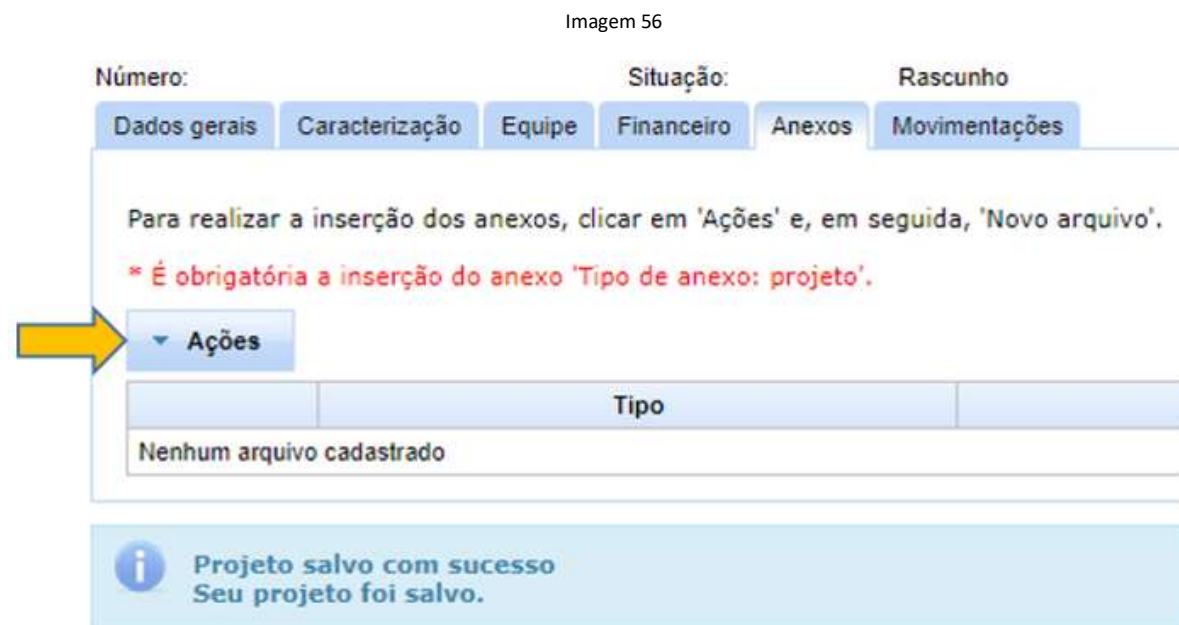 Imagem 56
Número: Situação: Rascunho
Dados gerais Caracterização Equipe Financeiro Anexos Movimentações
Para realizar a inserção dos anexos, clicar em 'Ações' e, em seguida, 'Novo arquivo'.
* É obrigatória a inserção do anexo 'Tipo de anexo: projeto'.
Ações
Tipo
Nenhum arquivo cadastrado
Projeto salvo com sucesso
Seu projeto foi salvo.